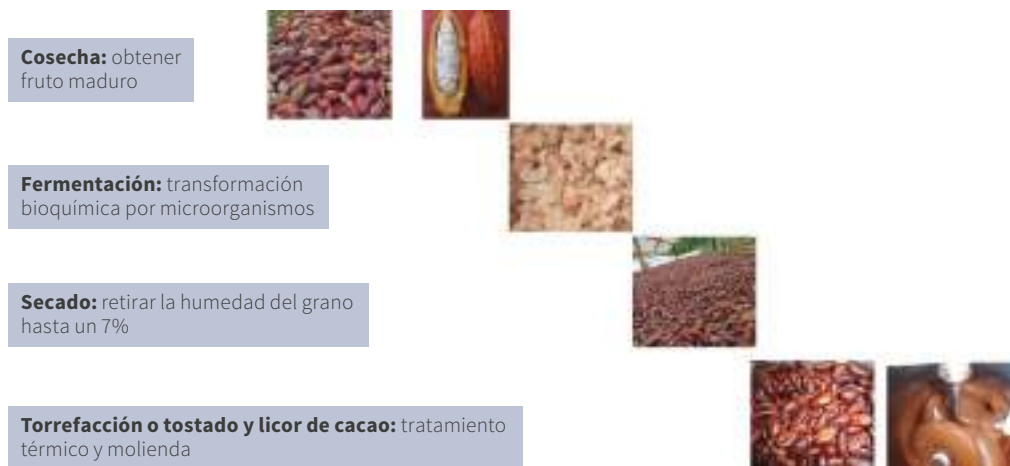 Cosecha: obtener
fruto maduro
Fermentación: transformación
bioquímica por microorganismos
Secado: retirar la humedad del grano
hasta un 7%
Torrefacción o tostado y licor de cacao: tratamiento
térmico y molienda